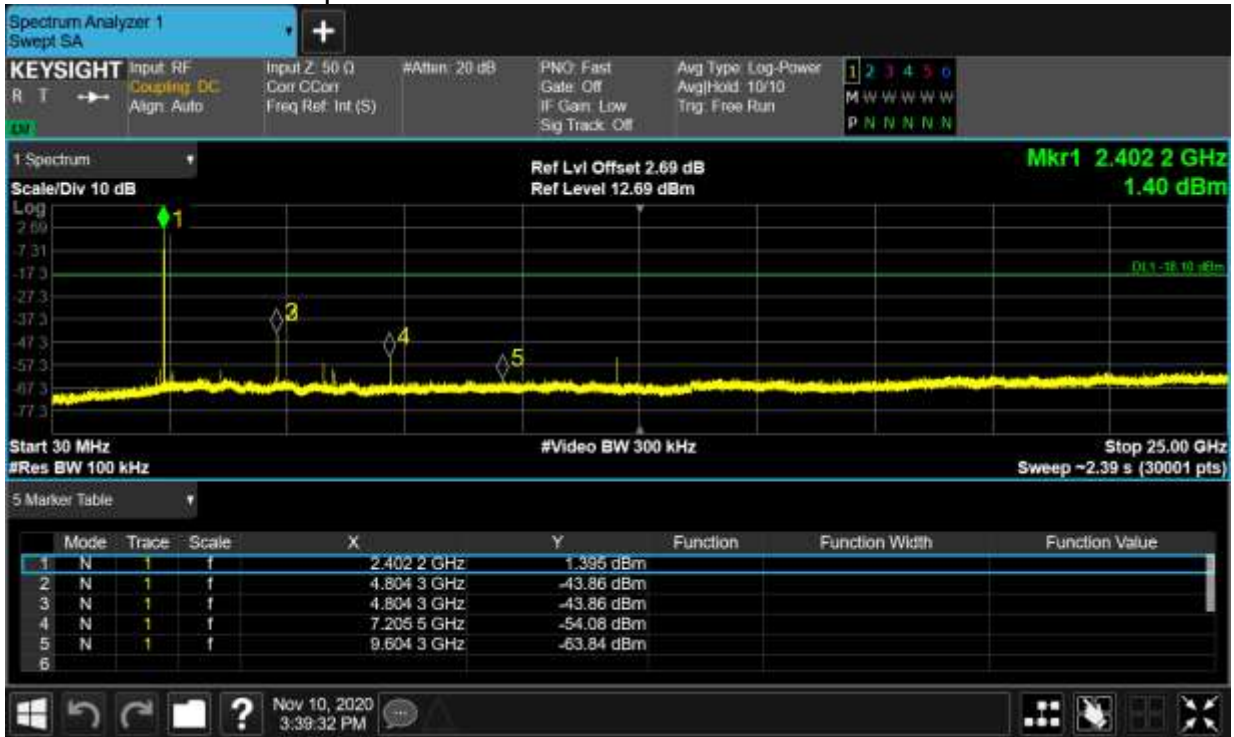 Spectrum Analyzer 1
Swept SA
+
KEYSIGHT
R T
Input: RF
Coupling: DC
Align: Auto
Input Z: 50 Ω
Corr CCorr
Freq Ref: Int (S)
#Atten: 20 dB
PNO: Fast
Gate: Off
IF Gain: Low
Sig Track: Off
Avg Type: Log-Power
Avg|Hold: 10/10
Trig: Free Run
1 2 3 4 5 6
M W W W W W
P N N N N N
1 Spectrum
Scale/Div 10 dB
Ref Lvl Offset 2.69 dB
Ref Level 12.69 dBm
Mkr1 2.402 2 GHz
1.40 dBm
Log
2.69
-7.31
-17.3
-27.3
-37.3
-47.3
-57.3
-67.3
-77.3
1
3
4
5
DL1 -18.10 dBm
Start 30 MHz
#Res BW 100 kHz
#Video BW 300 kHz
Stop 25.00 GHz
Sweep ~2.39 s (30001 pts)
5 Marker Table
Mode Trace Scale X Y Function Function Width Function Value
1 N 1 f 2.402 2 GHz 1.395 dBm
2 N 1 f 4.804 3 GHz -43.86 dBm
3 N 1 f 4.804 3 GHz -43.86 dBm
4 N 1 f 7.205 5 GHz -54.08 dBm
5 N 1 f 9.604 3 GHz -63.84 dBm
6
?
Nov 10, 2020
3:39:32 PM